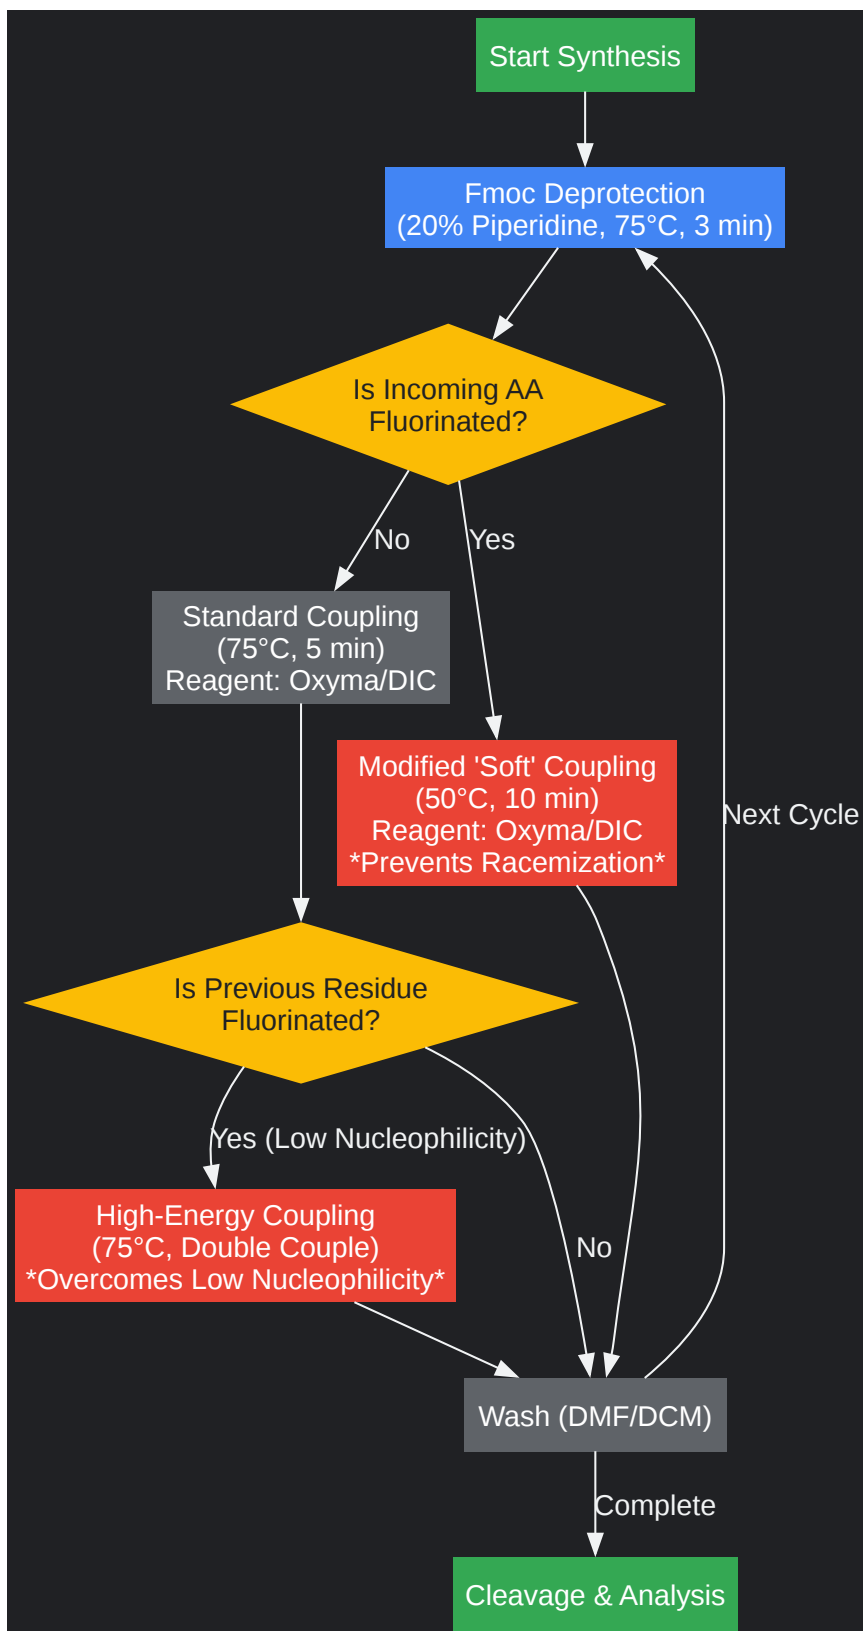 Start Synthesis
Fmoc Deprotection
(20% Piperidine, 75°C, 3 min)
Is Incoming AA
Fluorinated?
No
Yes
Standard Coupling
(75°C, 5 min)
Reagent: Oxyma/DIC
Modified 'Soft' Coupling
(50°C, 10 min)
Reagent: Oxyma/DIC
*Prevents Racemization*
Next Cycle
Is Previous Residue
Fluorinated?
Yes (Low Nucleophilicity)
High-Energy Coupling
(75°C, Double Couple)
*Overcomes Low Nucleophilicity*
No
Wash (DMF/DCM)
Complete
Cleavage & Analysis